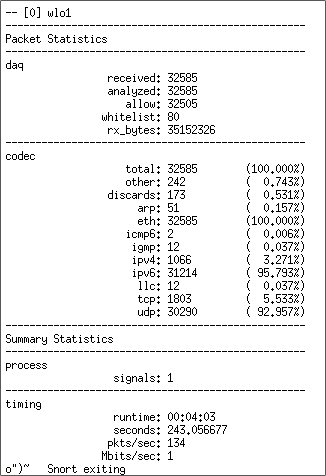 -- [0] wlo1
--------------------------------------------------
Packet Statistics
--------------------------------------------------
daq
received: 32585
analyzed: 32585
allow: 32505
whitelist: 80
rx_bytes: 35152326
--------------------------------------------------
codec
total: 32585 (100.000%)
other: 242 ( 0.743%)
discards: 173 ( 0.531%)
arp: 51 ( 0.157%)
eth: 32585 (100.000%)
icmp6: 2 ( 0.006%)
igmp: 12 ( 0.037%)
ipv4: 1066 ( 3.271%)
ipv6: 31214 ( 95.793%)
llc: 12 ( 0.037%)
tcp: 1803 ( 5.533%)
udp: 30290 ( 92.957%)
--------------------------------------------------
Summary Statistics
--------------------------------------------------
process
signals: 1
--------------------------------------------------
timing
runtime: 00:04:03
seconds: 243.056677
pkts/sec: 134
Mbits/sec: 1
o")~ Snort exiting